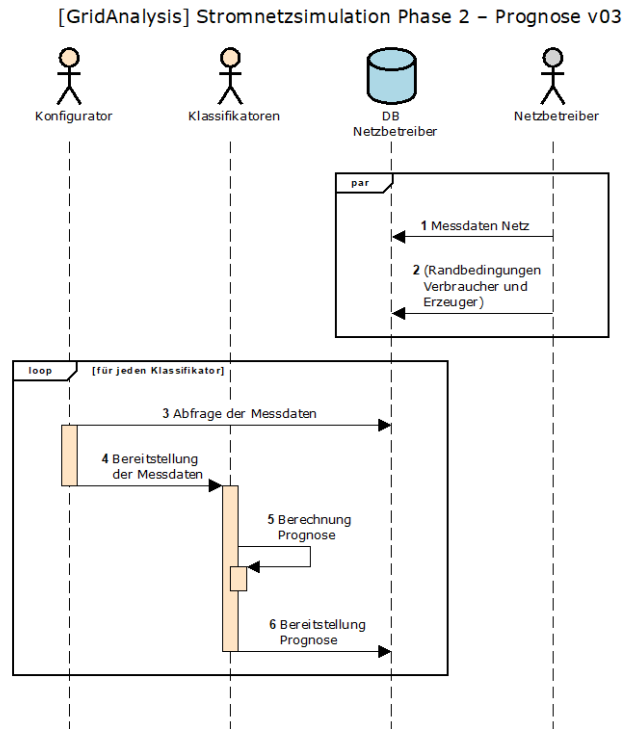 [GridAnalysis] Stromnetzsimulation Phase 2 – Prognose v03
Konfigurator
Klassifikatoren
DB
Netzbetreiber
Netzbetreiber
par
1 Messdaten Netz
2 (Randbedingungen
Verbraucher und
Erzeuger)
loop
[für jeden Klassifikator]
3 Abfrage der Messdaten
4 Bereitstellung
der Messdaten
5 Berechnung
Prognose
6 Bereitstellung
Prognose